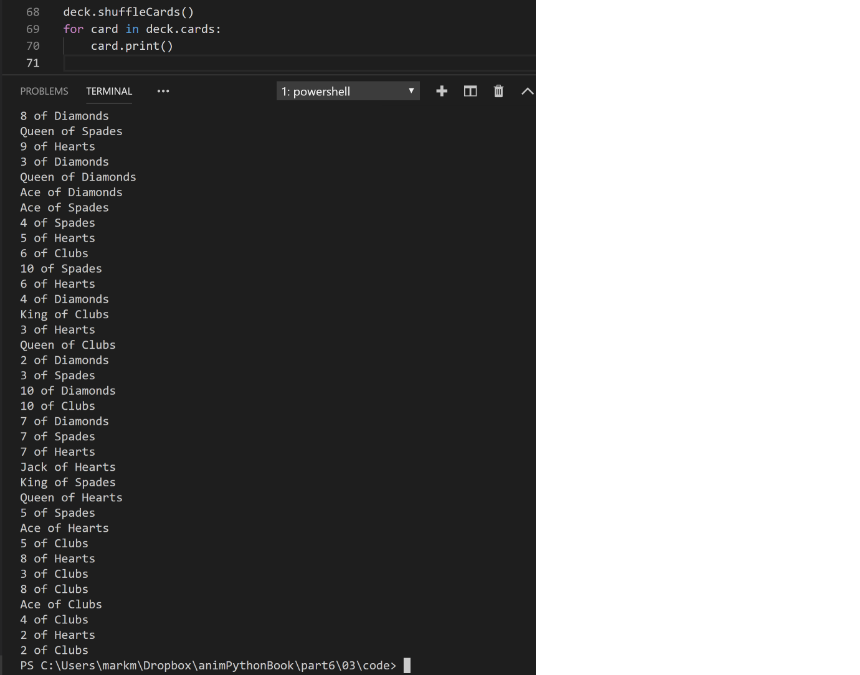 68 deck.shuffleCards()
69 for card in deck.cards:
70 card.print()
71
PROBLEMS TERMINAL ••• 1: powershell
8 of Diamonds
Queen of Spades
9 of Hearts
3 of Diamonds
Queen of Diamonds
Ace of Diamonds
Ace of Spades
4 of Spades
5 of Hearts
6 of Clubs
10 of Spades
6 of Hearts
4 of Diamonds
King of Clubs
3 of Hearts
Queen of Clubs
2 of Diamonds
3 of Spades
10 of Diamonds
10 of Clubs
7 of Diamonds
7 of Spades
7 of Hearts
Jack of Hearts
King of Spades
Queen of Hearts
5 of Spades
Ace of Hearts
5 of Clubs
8 of Hearts
3 of Clubs
8 of Clubs
Ace of Clubs
4 of Clubs
2 of Hearts
2 of Clubs
PS C:\Users\markm\Dropbox\animPythonBook\part6\03\code>